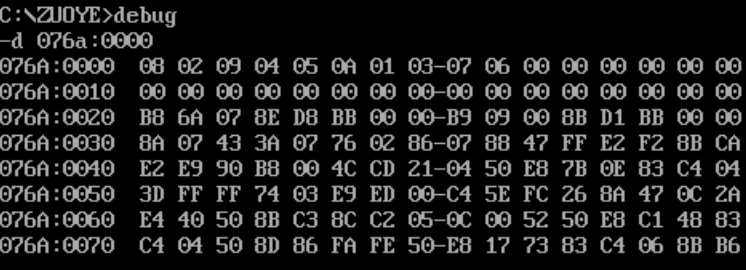 C:\ZUOYE>debug
-d 076a:0000
076A:0000  08 02 09 04 05 0A 01 03-07 06 00 00 00 00 00 00
076A:0010  00 00 00 00 00 00 00 00-00 00 00 00 00 00 00 00
076A:0020  B8 6A 07 8E D8 BB 00 00-B9 09 00 8B D1 BB 00 00
076A:0030  8A 07 43 3A 07 76 02 86-07 88 47 FF E2 F2 8B CA
076A:0040  E2 E9 90 B8 00 4C CD 21-04 50 E8 7B 0E 83 C4 04
076A:0050  3D FF FF 74 03 E9 ED 00-C4 5E FC 26 8A 47 0C 2A
076A:0060  E4 40 50 8B C3 8C C2 05-0C 00 52 50 E8 C1 48 83
076A:0070  C4 04 50 8D 86 FA FE 50-E8 17 73 83 C4 06 8B B6